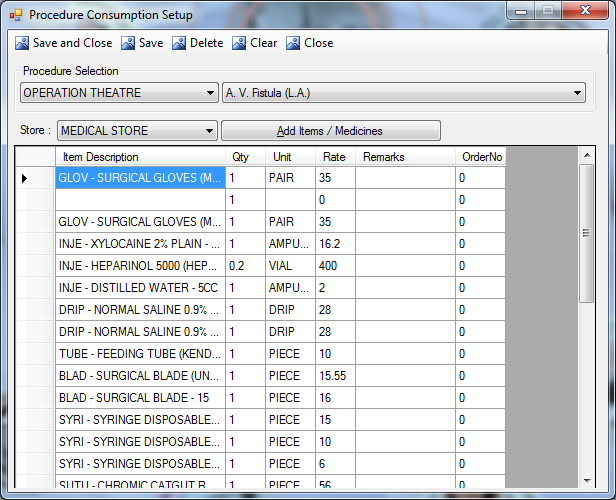 Procedure Consumption Setup
Save and Close Save Delete Clear Close
Procedure Selection
OPERATION THEATRE A. V. Fistula (L.A.)
Store : MEDICAL STORE Add Items / Medicines
Item Description Qty Unit Rate Remarks OrderNo
GLOV - SURGICAL GLOVES (M... 1 PAIR 35 0
1 0 0
GLOV - SURGICAL GLOVES (M... 1 PAIR 35 0
INJE - XYLOCAINE 2% PLAIN - ... 1 AMPU... 16.2 0
INJE - HEPARINOL 5000 (HEP... 0.2 VIAL 400 0
INJE - DISTILLED WATER - 5CC 1 AMPU... 2 0
DRIP - NORMAL SALINE 0.9% ... 1 DRIP 28 0
DRIP - NORMAL SALINE 0.9% ... 1 DRIP 28 0
TUBE - FEEDING TUBE (KEND... 1 PIECE 10 0
BLAD - SURGICAL BLADE (UN... 1 PIECE 15.55 0
BLAD - SURGICAL BLADE - 15 1 PIECE 16 0
SYRI - SYRINGE DISPOSABLE... 1 PIECE 15 0
SYRI - SYRINGE DISPOSABLE... 1 PIECE 10 0
SYRI - SYRINGE DISPOSABLE... 1 PIECE 6 0
SUTU - CHROMIC CATGUT R... 1 PIECE 56 0